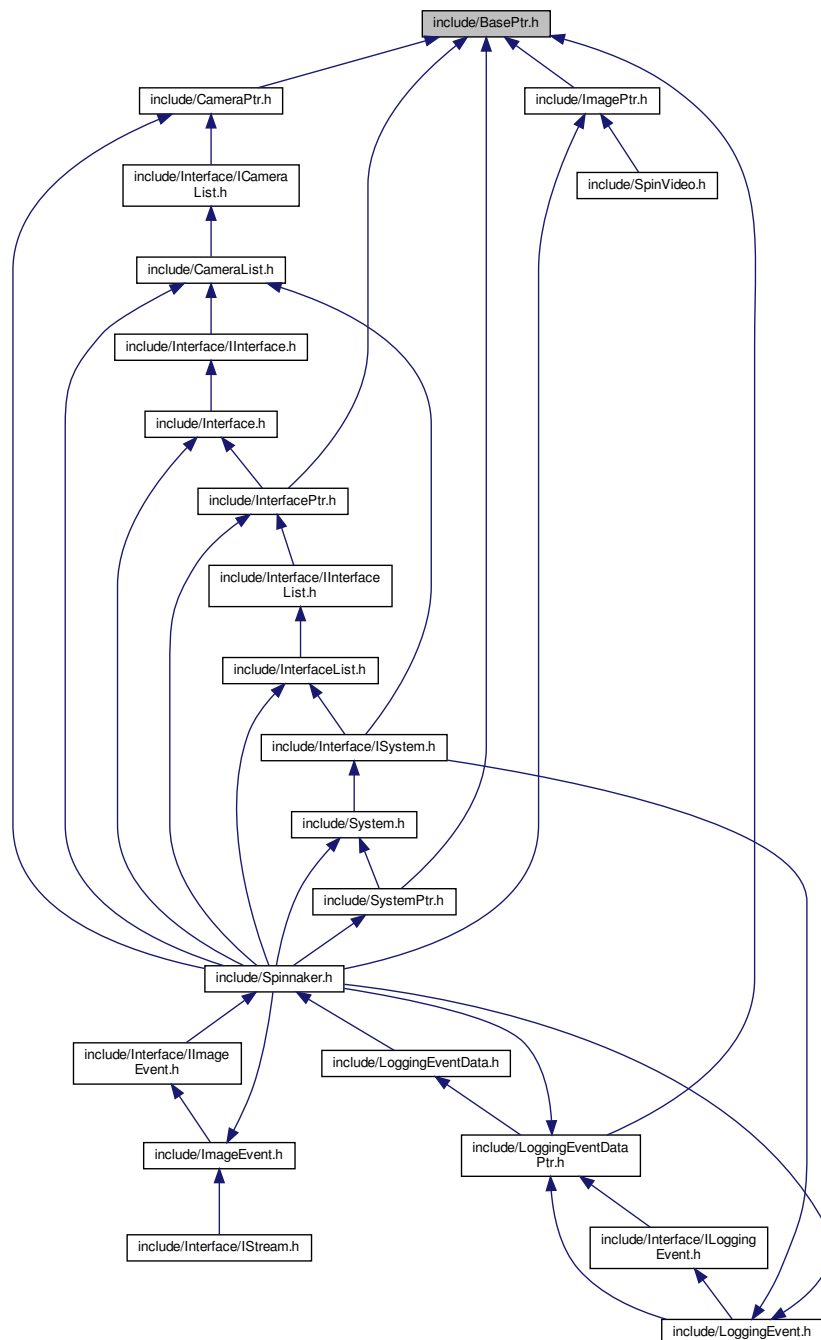 include/BasePtr.h
include/CameraPtr.h
include/ImagePtr.h
include/Interface/ICamera
List.h
include/SpinVideo.h
include/CameraList.h
include/Interface/IInterface.h
include/Interface.h
include/InterfacePtr.h
include/Interface/IInterface
List.h
include/InterfaceList.h
include/Interface/ISystem.h
include/System.h
include/SystemPtr.h
include/Spinnaker.h
include/Interface/IImage
Event.h
include/LoggingEventData.h
include/ImageEvent.h
include/LoggingEventData
Ptr.h
include/Interface/IStream.h
include/Interface/ILogging
Event.h
include/LoggingEvent.h